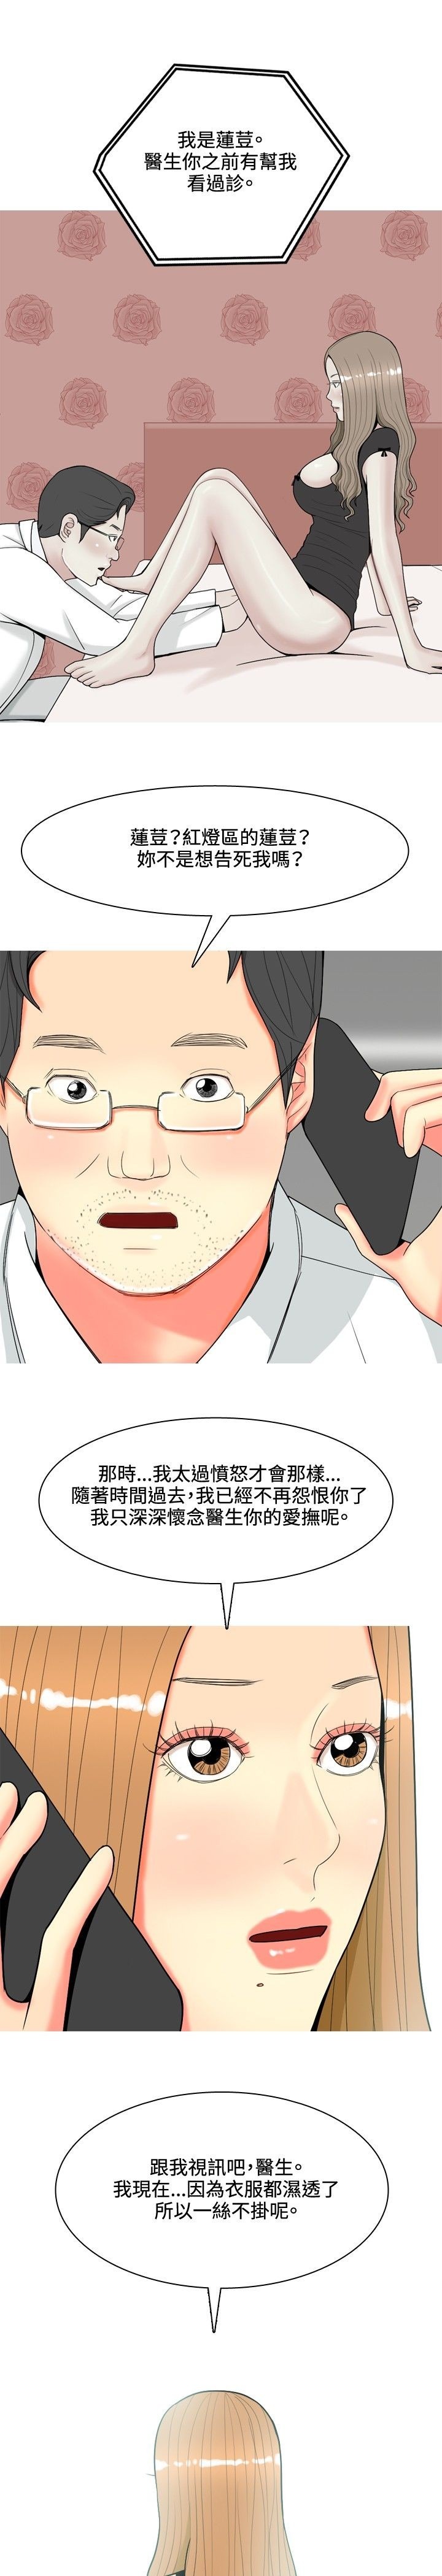 我是蓮荳。
醫生你之前有幫我
看過診。
蓮荳？紅燈區的蓮荳？
妳不是想告死我嗎？
那時...我太過憤怒才會那樣...
隨著時間過去，我已經不再怨恨你了
我只深深懷念醫生你的愛撫呢。
跟我視訊吧，醫生。
我現在...因為衣服都濕透了
所以一絲不掛呢。